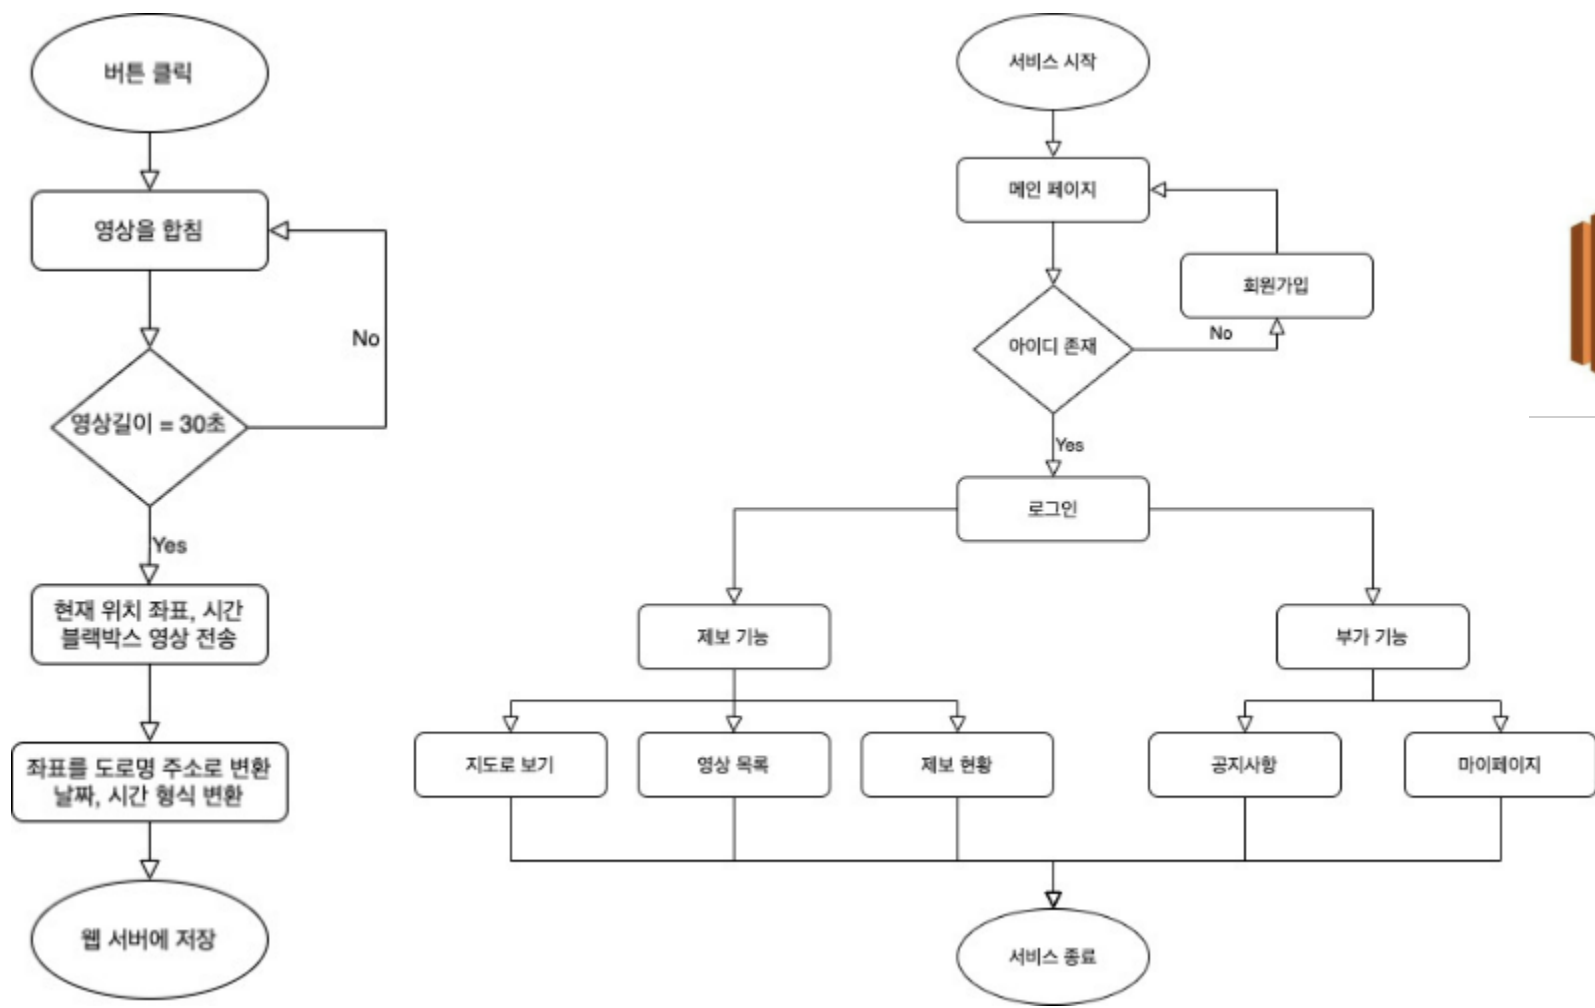 버튼 클릭
영상을 합침
No
영상길이 = 30초
Yes
현재 위치 좌표, 시간
블랙박스 영상 전송
좌표를 도로명 주소로 변환
날짜, 시간 형식 변환
웹 서버에 저장
서비스 시작
메인 페이지
회원가입
No
아이디 존재
Yes
로그인
제보 기능
부가 기능
지도로 보기
영상 목록
제보 현황
공지사항
마이페이지
서비스 종료